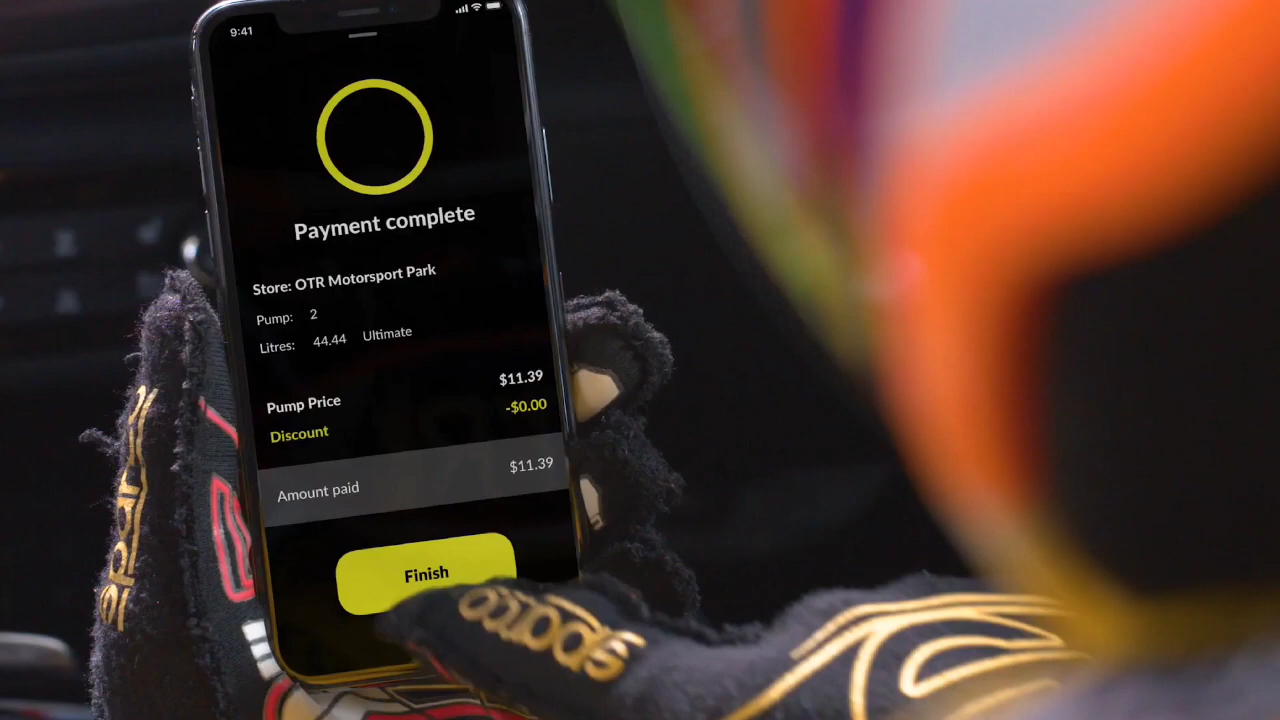 9:41
Payment complete
Store: OTR Motorsport Park
Pump: 2
Litres: 44.44 Ultimate
Pump Price $11.39
Discount -$0.00
Amount paid $11.39
Finish
sparco
sparco